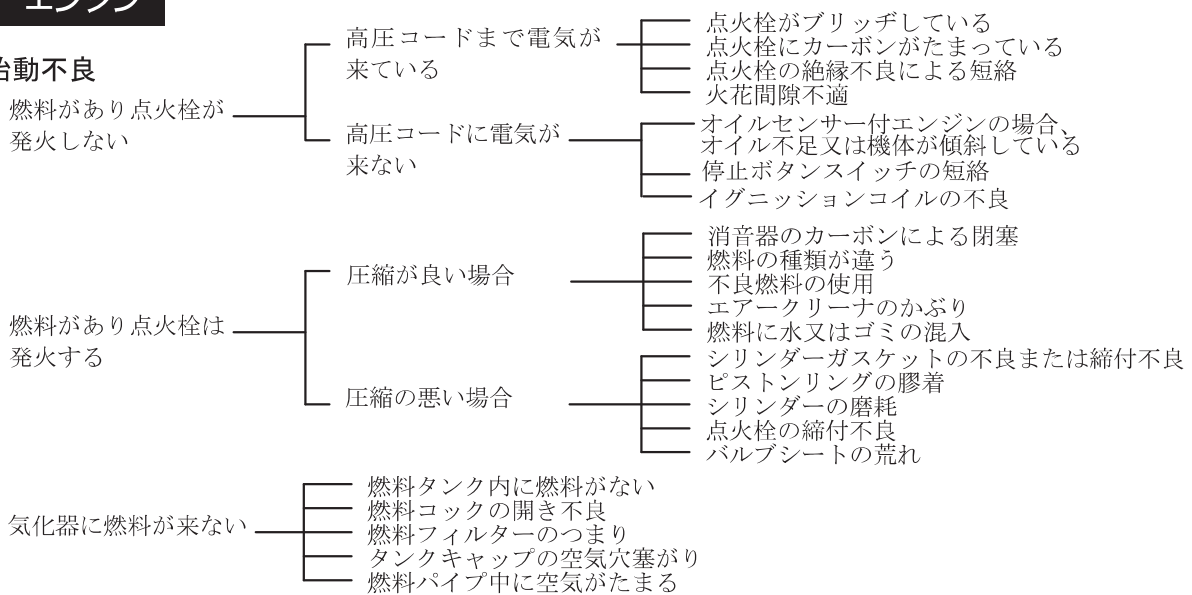 エンジン
始動不良
燃料があり点火栓が
発火しない
高圧コードまで電気が
来ている
点火栓がブリッヂしている
点火栓にカーボンがたまっている
点火栓の絶縁不良による短絡
火花間隙不適
高圧コードに電気が
来ない
オイルセンサー付エンジンの場合、
オイル不足又は機体が傾斜している
停止ボタンスイッチの短絡
イグニッションコイルの不良
燃料があり点火栓は
発火する
圧縮が良い場合
消音器のカーボンによる閉塞
燃料の種類が違う
不良燃料の使用
エアークリーナのかぶり
燃料に水又はゴミの混入
圧縮の悪い場合
シリンダーガスケットの不良または締付不良
ピストンリングの膠着
シリンダーの磨耗
点火栓の締付不良
バルブシートの荒れ
気化器に燃料が来ない
燃料タンク内に燃料がない
燃料コックの開き不良
燃料フィルターのつまり
タンクキャップの空気穴塞がり
燃料パイプ中に空気がたまる